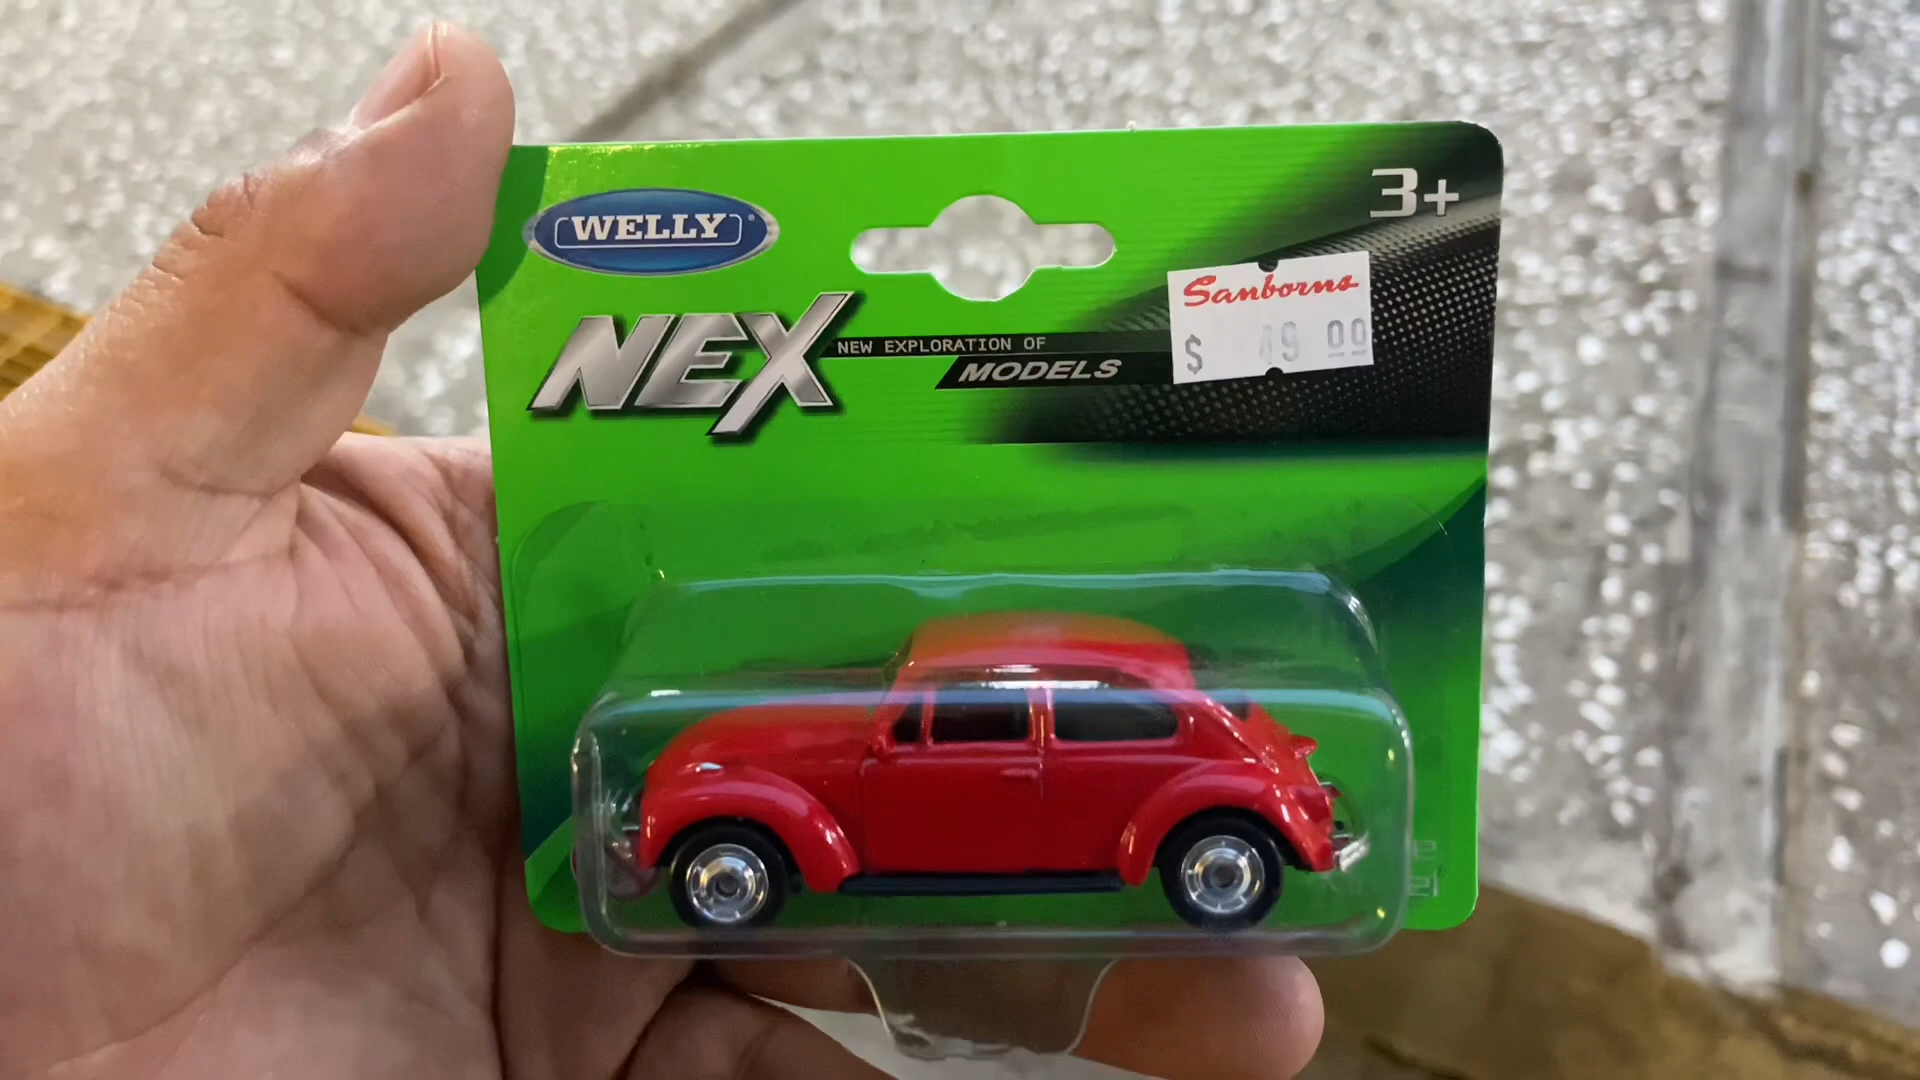 WELLY
3+
Sanborns
$ 49 00
NEX
NEW EXPLORATION OF
MODELS